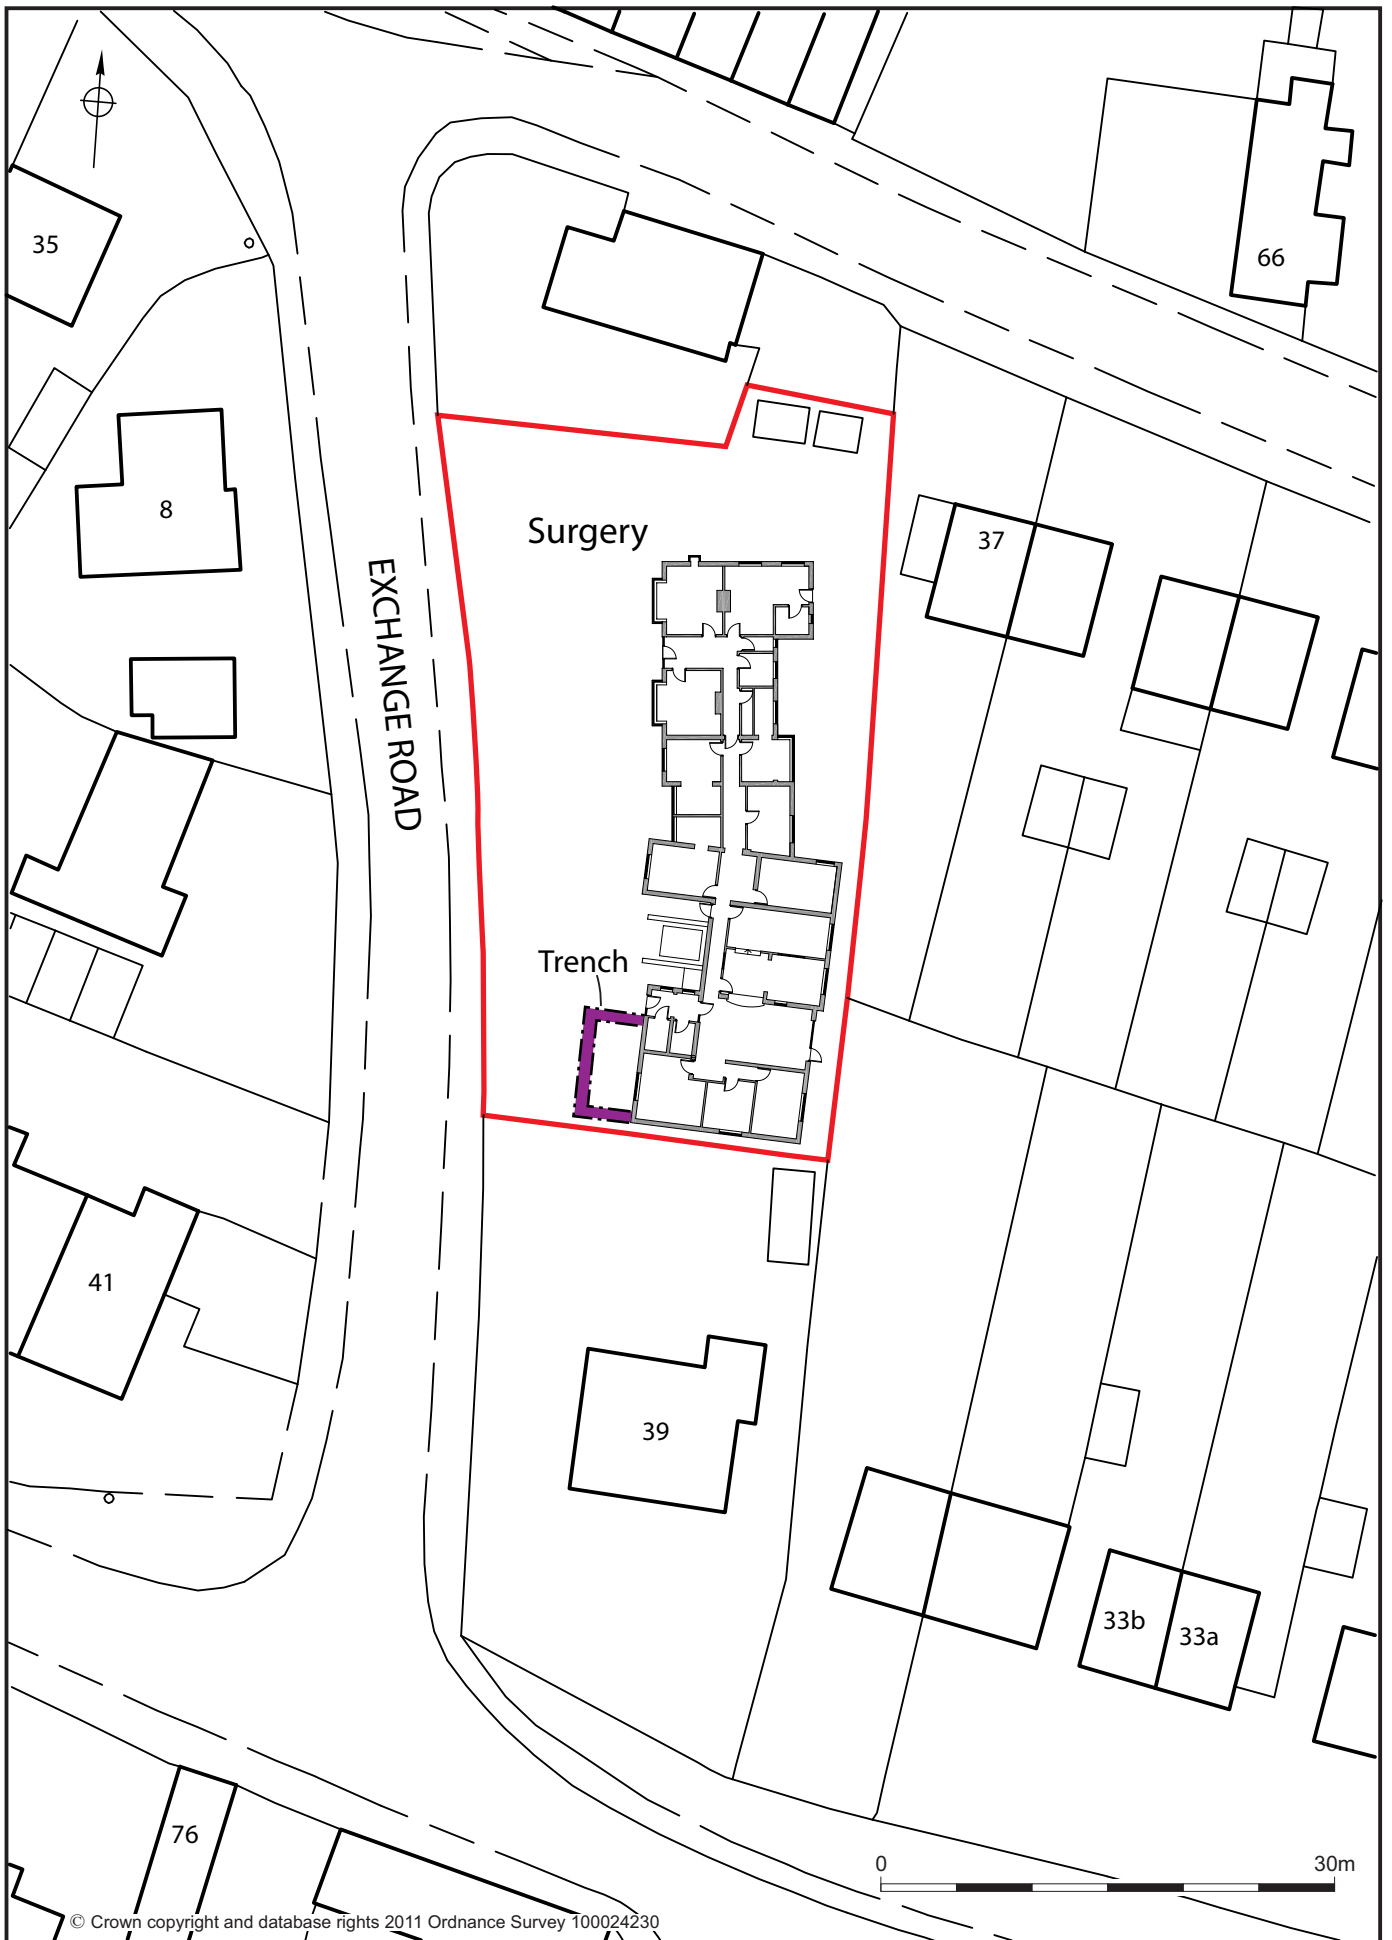 35
66
8
Surgery
37
EXCHANGE ROAD
Trench
41
39
33b
33a
76
0
30m
© Crown copyright and database rights 2011 Ordnance Survey 100024230